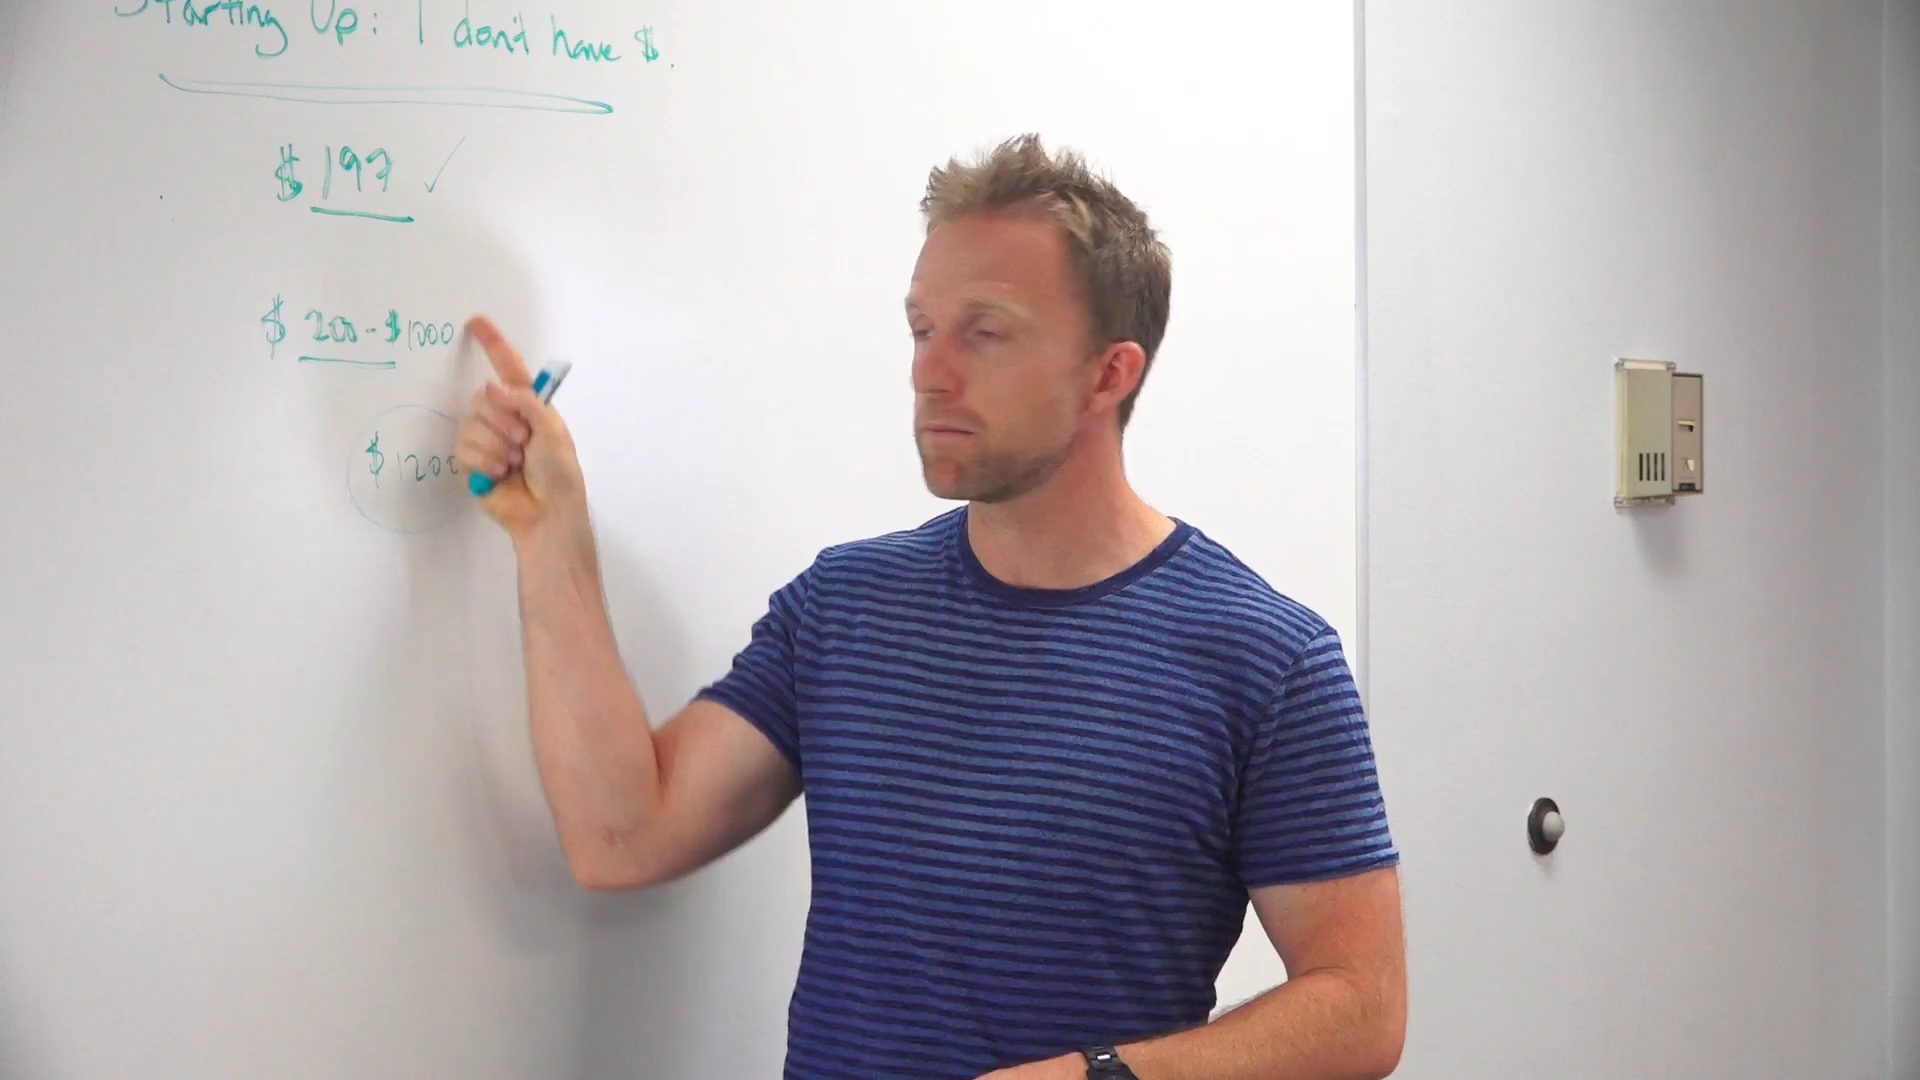 Starting Up: I don't have $.
$ 197 ✓
$ 200 - $1000
$ 1200